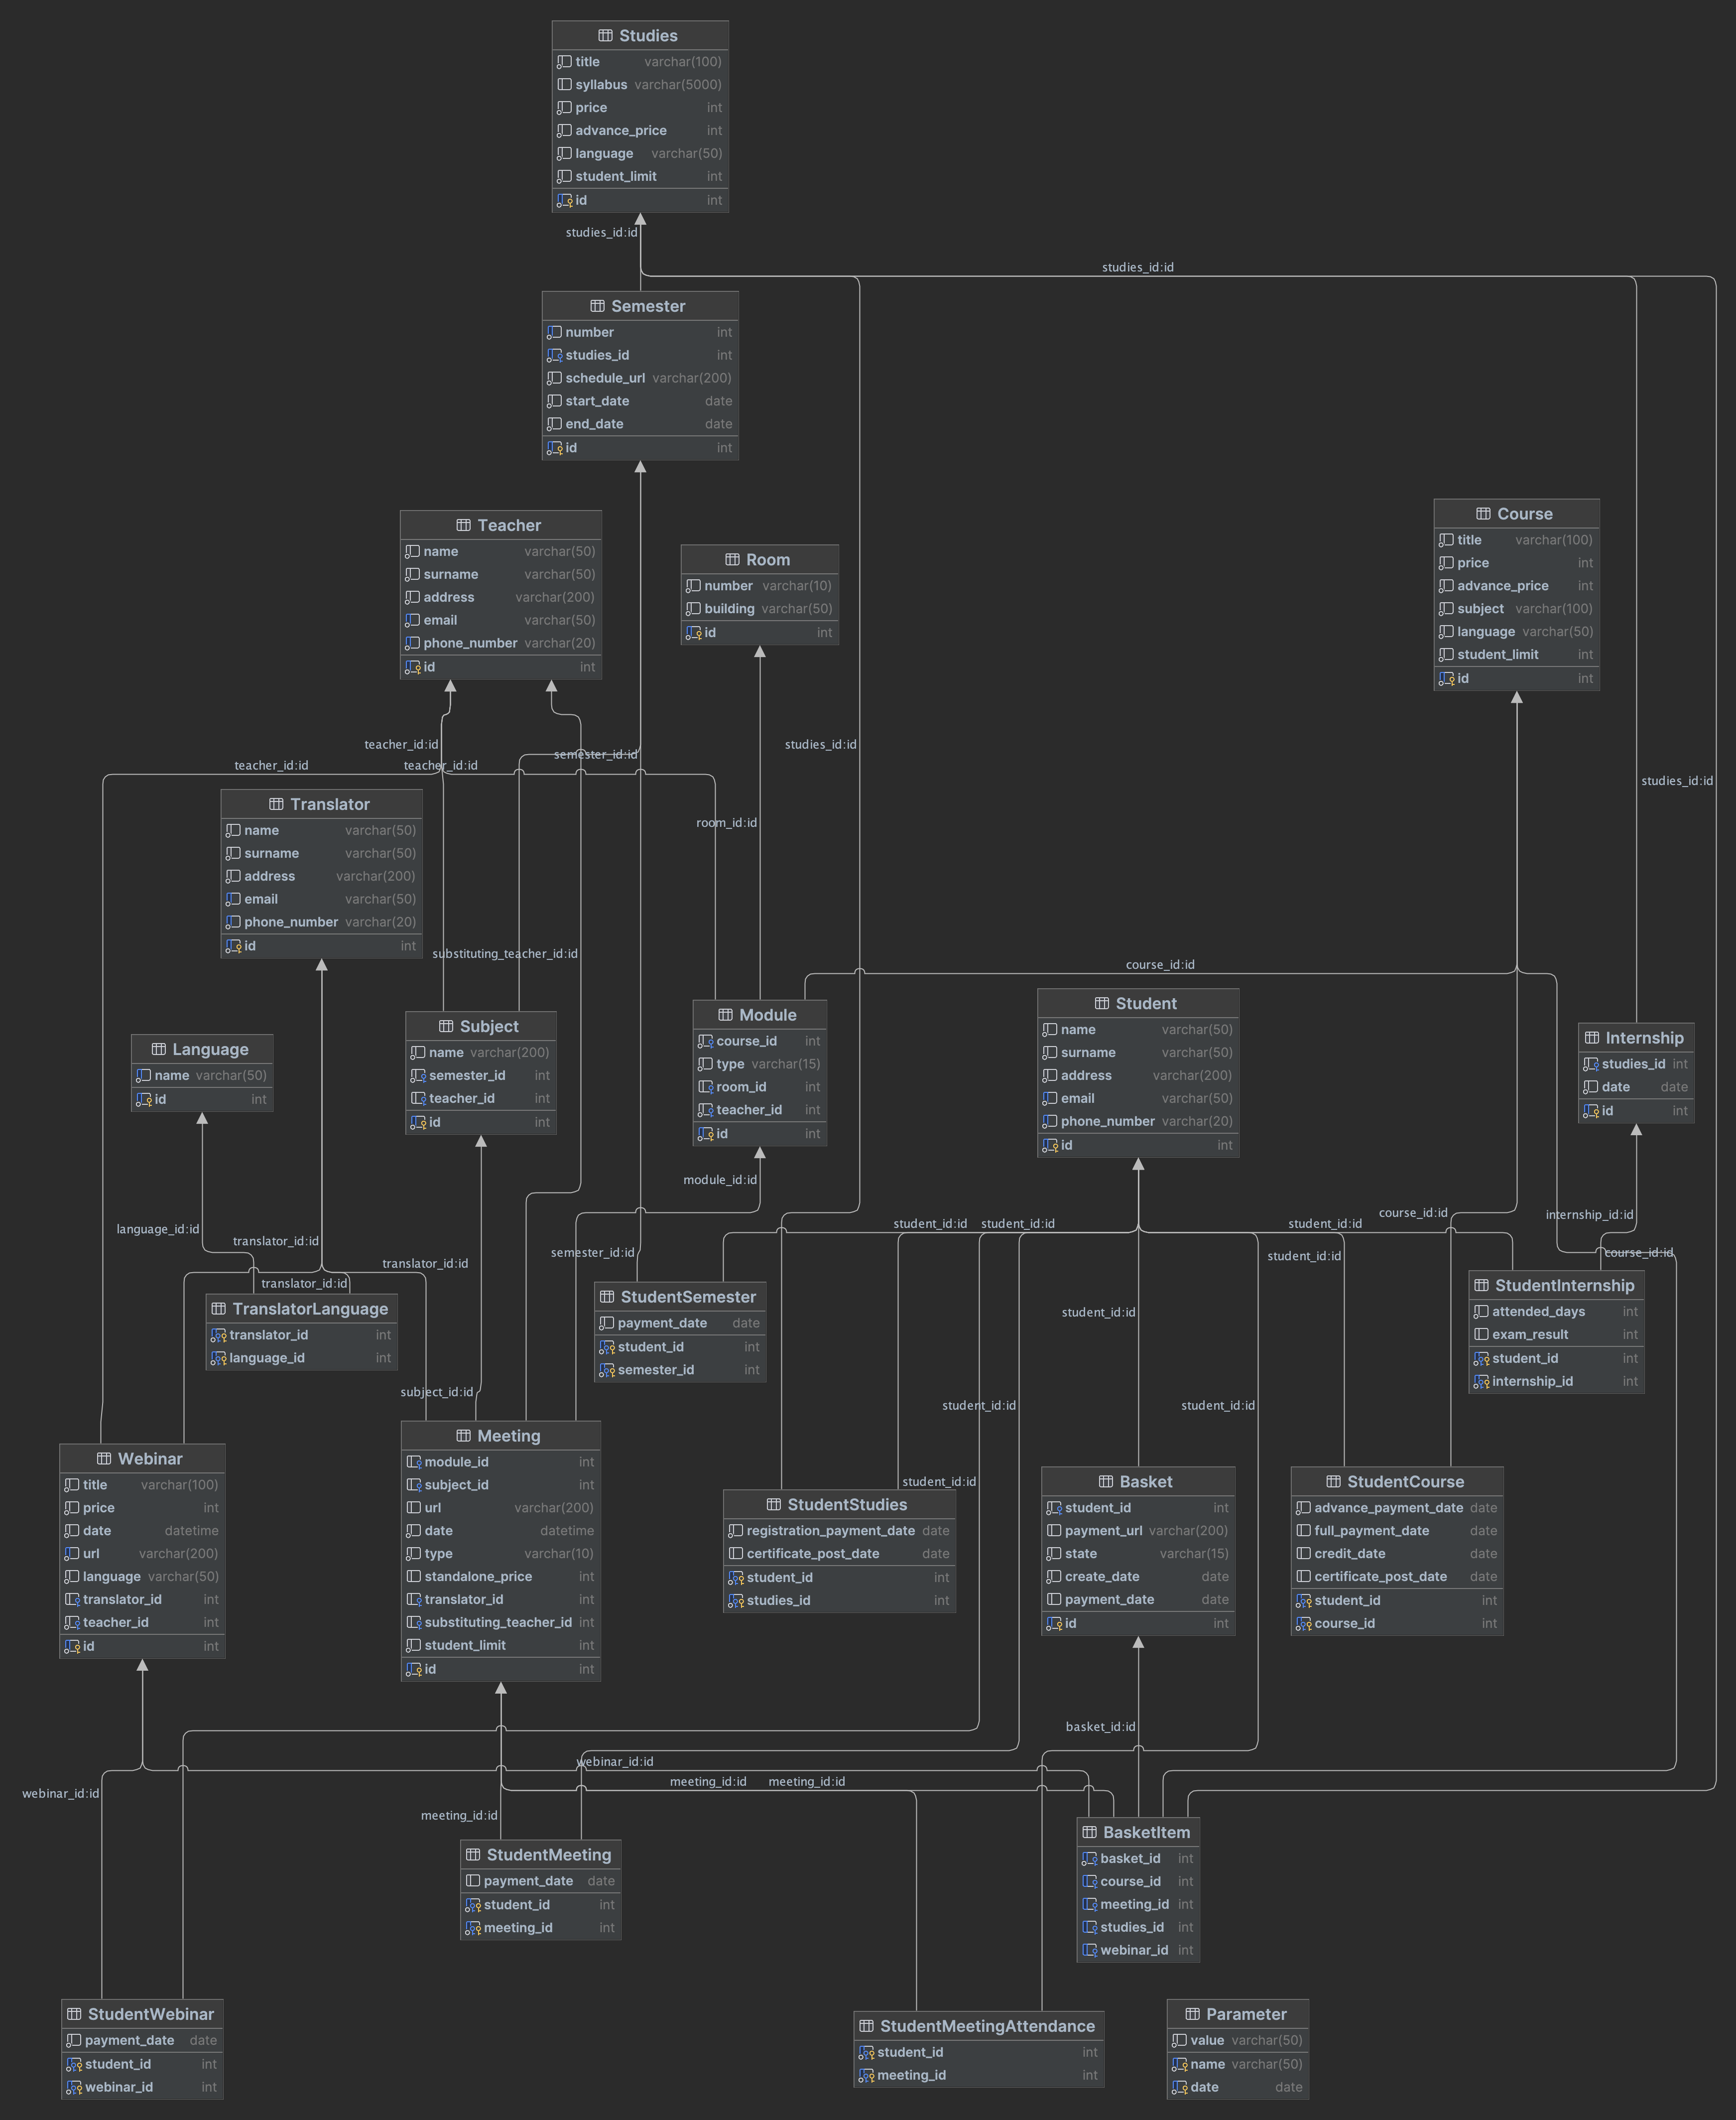 Studies
title varchar(100)
syllabus varchar(5000)
price int
advance_price int
language varchar(50)
student_limit int
id int
studies_id:id
studies_id:id
Semester
number int
studies_id int
schedule_url varchar(200)
start_date date
end_date date
id int
Teacher
name varchar(50)
surname varchar(50)
address varchar(200)
email varchar(50)
phone_number varchar(20)
id int
Room
number varchar(10)
building varchar(50)
id int
Course
title varchar(100)
price int
advance_price int
subject varchar(100)
language varchar(50)
student_limit int
id int
teacher_id:id
semester_id:id
studies_id:id
teacher_id:id
teacher_id:id
studies_id:id
room_id:id
Translator
name varchar(50)
surname varchar(50)
address varchar(200)
email varchar(50)
phone_number varchar(20)
id int
substituting_teacher_id:id
course_id:id
Language
name varchar(50)
id int
Subject
name varchar(200)
semester_id int
teacher_id int
id int
Module
course_id int
type varchar(15)
room_id int
teacher_id int
id int
Student
name varchar(50)
surname varchar(50)
address varchar(200)
email varchar(50)
phone_number varchar(20)
id int
Internship
studies_id int
date date
id int
module_id:id
language_id:id
translator_id:id
translator_id:id
translator_id:id
semester_id:id
student_id:id
student_id:id
student_id:id
student_id:id
course_id:id
internship_id:id
course_id:id
TranslatorLanguage
translator_id int
language_id int
StudentSemester
payment_date date
student_id int
semester_id int
student_id:id
StudentInternship
attended_days int
exam_result int
student_id int
internship_id int
subject_id:id
student_id:id
student_id:id
Webinar
title varchar(100)
price int
date datetime
url varchar(200)
language varchar(50)
translator_id int
teacher_id int
id int
Meeting
module_id int
subject_id int
url varchar(200)
date datetime
type varchar(10)
standalone_price int
translator_id int
substituting_teacher_id int
student_limit int
id int
student_id:id
StudentStudies
registration_payment_date date
certificate_post_date date
student_id int
studies_id int
Basket
student_id int
payment_url varchar(200)
state varchar(15)
create_date date
payment_date date
id int
StudentCourse
advance_payment_date date
full_payment_date date
credit_date date
certificate_post_date date
student_id int
course_id int
basket_id:id
webinar_id:id
webinar_id:id
meeting_id:id
meeting_id:id
meeting_id:id
StudentMeeting
payment_date date
student_id int
meeting_id int
BasketItem
basket_id int
course_id int
meeting_id int
studies_id int
webinar_id int
StudentWebinar
payment_date date
student_id int
webinar_id int
StudentMeetingAttendance
student_id int
meeting_id int
Parameter
value varchar(50)
name varchar(50)
date date